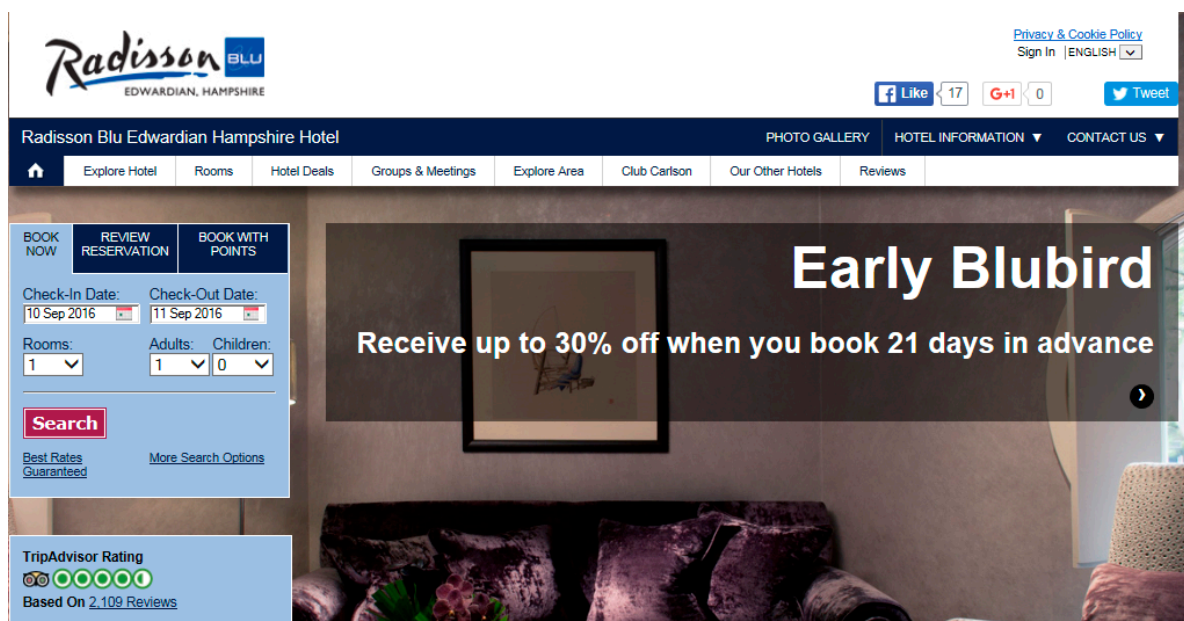 Radisson BLU
EDWARDIAN, HAMPSHIRE
Privacy & Cookie Policy
Sign In | ENGLISH
Like 17 G+1 0 Tweet
Radisson Blu Edwardian Hampshire Hotel PHOTO GALLERY HOTEL INFORMATION ▼ CONTACT US ▼
Explore Hotel Rooms Hotel Deals Groups & Meetings Explore Area Club Carlson Our Other Hotels Reviews
BOOK NOW REVIEW RESERVATION BOOK WITH POINTS
Early Blubird
Check-In Date: Check-Out Date:
10 Sep 2016 11 Sep 2016
Receive up to 30% off when you book 21 days in advance
Rooms: Adults: Children:
1 1 0
Search
Best Rates Guaranteed More Search Options
TripAdvisor Rating
Based On 2,109 Reviews